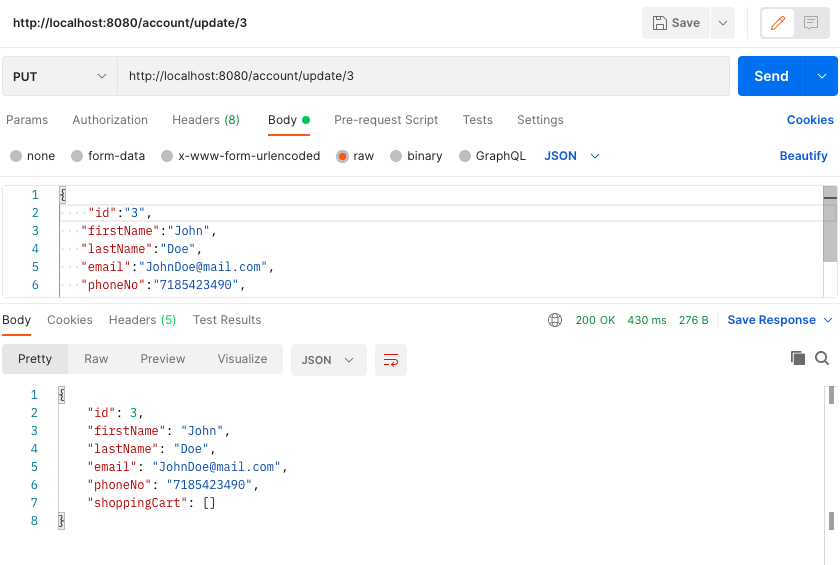 http://localhost:8080/account/update/3 Save
PUT http://localhost:8080/account/update/3 Send
Params Authorization Headers (8) Body Pre-request Script Tests Settings Cookies
none form-data x-www-form-urlencoded raw binary GraphQL JSON Beautify
1 {
2 "id":"3",
3 "firstName":"John",
4 "lastName":"Doe",
5 "email":"JohnDoe@mail.com",
6 "phoneNo":"7185423490",
Body Cookies Headers (5) Test Results 200 OK 430 ms 276 B Save Response
Pretty Raw Preview Visualize JSON
1 {
2 "id": 3,
3 "firstName": "John",
4 "lastName": "Doe",
5 "email": "JohnDoe@mail.com",
6 "phoneNo": "7185423490",
7 "shoppingCart": []
8 }